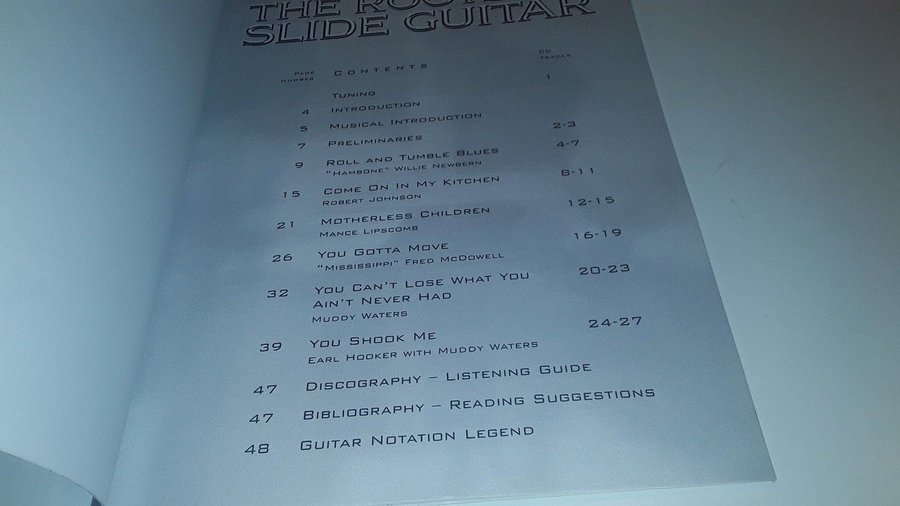 THE
SLIDE GUITAR
PAGE NUMBER CONTENTS CD TRACKS
TUNING 1
4 INTRODUCTION
5 MUSICAL INTRODUCTION
7 PRELIMINARIES 2-3
9 ROLL AND TUMBLE BLUES 4-7
"HAMBONE" WILLIE NEWBERN
15 COME ON IN MY KITCHEN 8-11
ROBERT JOHNSON
21 MOTHERLESS CHILDREN 12-15
MANCE LIPSCOMB
26 YOU GOTTA MOVE 16-19
"MISSISSIPPI" FRED MCDOWELL
32 YOU CAN'T LOSE WHAT YOU 20-23
AIN'T NEVER HAD
MUDDY WATERS
39 YOU SHOOK ME 24-27
EARL HOOKER WITH MUDDY WATERS
47 DISCOGRAPHY – LISTENING GUIDE
47 BIBLIOGRAPHY – READING SUGGESTIONS
48 GUITAR NOTATION LEGEND